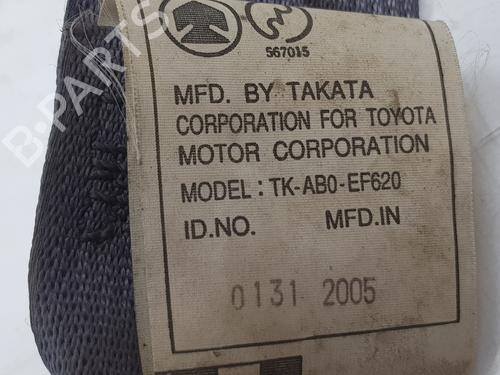 567015
MFD. BY TAKATA
CORPORATION FOR TOYOTA
MOTOR CORPORATION
MODEL: TK-AB0-EF620
ID.NO. MFD.IN
0131 2005
B-PARTS